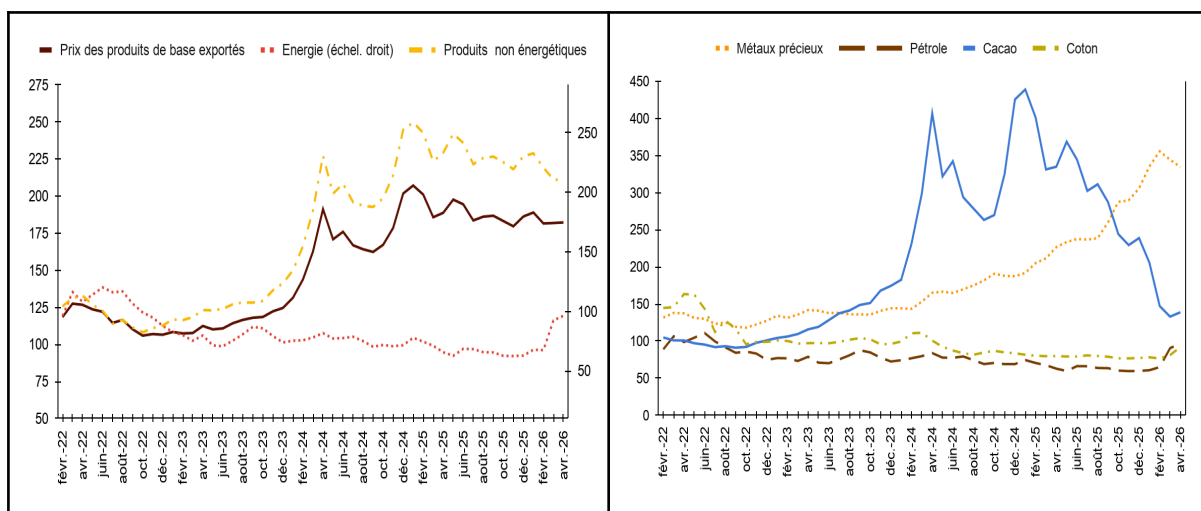 Prix des produits de base exportés Energie (échel. droit) Produits non énergétiques
275
250
225
200
175
150
125
100
75
50
250
200
150
100
50
févr.-22
avr.-22
juin-22
août-22
oct.-22
déc.-22
févr.-23
avr.-23
juin-23
août-23
oct.-23
déc.-23
févr.-24
avr.-24
juin-24
août-24
oct.-24
déc.-24
févr.-25
avr.-25
juin-25
août-25
oct.-25
déc.-25
févr.-26
avr.-26
Métaux précieux Pétrole Cacao Coton
450
400
350
300
250
200
150
100
50
0
févr.-22
avr.-22
juin-22
août-22
oct.-22
déc.-22
févr.-23
avr.-23
juin-23
août-23
oct.-23
déc.-23
févr.-24
avr.-24
juin-24
août-24
oct.-24
déc.-24
févr.-25
avr.-25
juin-25
août-25
oct.-25
déc.-25
févr.-26
avr.-26